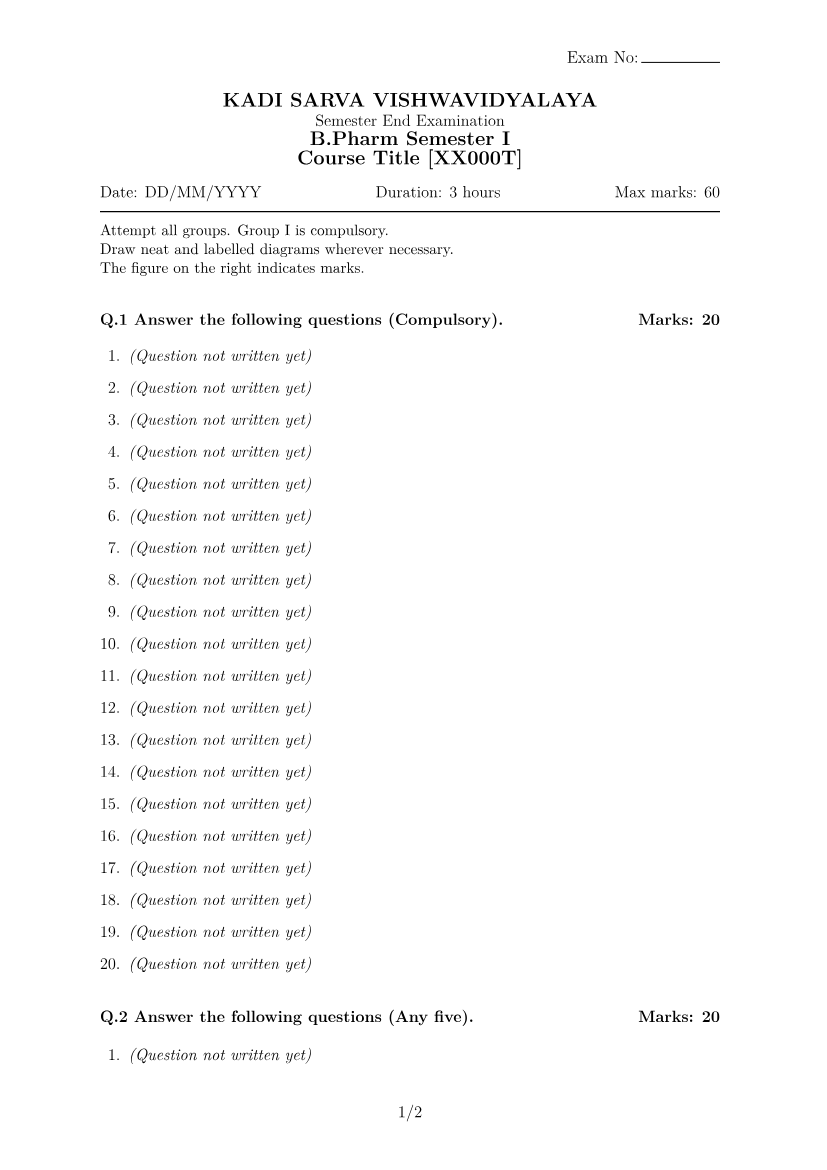 Exam No:
KADI SARVA VISHWAVIDYALAYA
Semester End Examination
B.Pharm Semester I
Course Title [XX000T]
Date: DD/MM/YYYY Duration: 3 hours Max marks: 60
Attempt all groups. Group I is compulsory.
Draw neat and labelled diagrams wherever necessary.
The figure on the right indicates marks.
Q.1 Answer the following questions (Compulsory). Marks: 20
1. (Question not written yet)
2. (Question not written yet)
3. (Question not written yet)
4. (Question not written yet)
5. (Question not written yet)
6. (Question not written yet)
7. (Question not written yet)
8. (Question not written yet)
9. (Question not written yet)
10. (Question not written yet)
11. (Question not written yet)
12. (Question not written yet)
13. (Question not written yet)
14. (Question not written yet)
15. (Question not written yet)
16. (Question not written yet)
17. (Question not written yet)
18. (Question not written yet)
19. (Question not written yet)
20. (Question not written yet)
Q.2 Answer the following questions (Any five). Marks: 20
1. (Question not written yet)
1/2